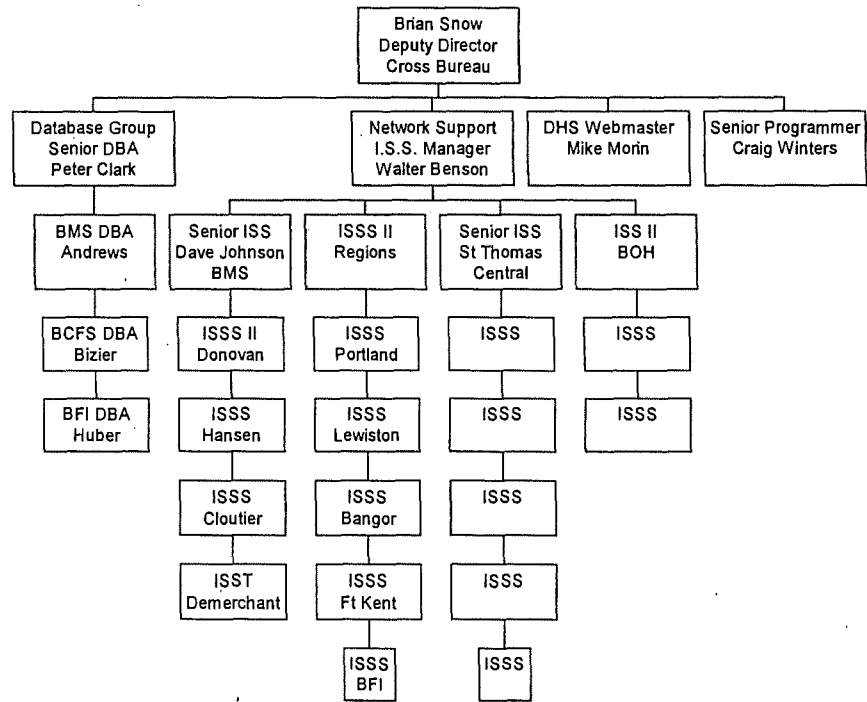 Brian Snow
Deputy Director
Cross Bureau
Database Group
Senior DBA
Peter Clark
Network Support
I.S.S. Manager
Walter Benson
DHS Webmaster
Mike Morin
Senior Programmer
Craig Winters
BMS DBA
Andrews
Senior ISS
Dave Johnson
BMS
ISSS II
Regions
Senior ISS
St Thomas
Central
ISS II
BOH
BCFS DBA
Bizier
ISSS II
Donovan
ISSS
Portland
ISSS
ISSS
BFI DBA
Huber
ISSS
Hansen
ISSS
Lewiston
ISSS
ISSS
ISSS
Cloutier
ISSS
Bangor
ISSS
ISST
Demerchant
ISSS
Ft Kent
ISSS
ISSS
BFI
ISSS